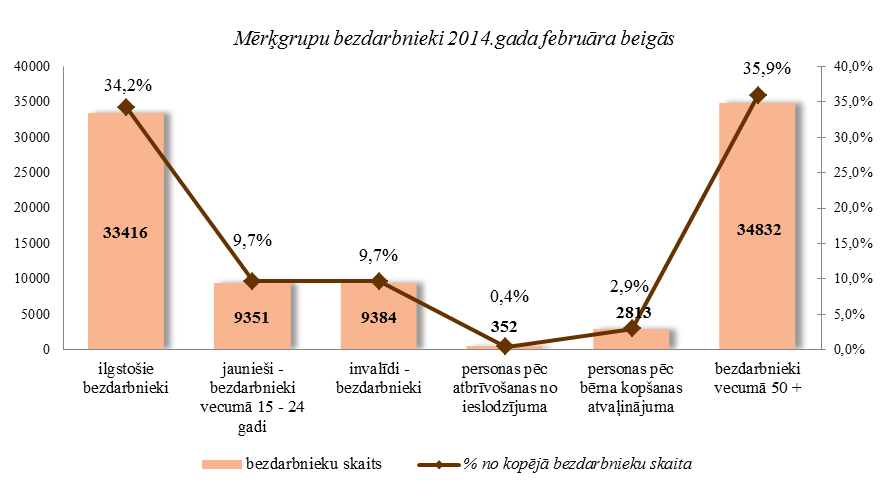 Mērķgrupu bezdarbnieki 2014.gada februāra beigās
40000
35000
30000
25000
20000
15000
10000
5000
0
40,0%
35,0%
30,0%
25,0%
20,0%
15,0%
10,0%
5,0%
0,0%
34,2%
9,7%
9,7%
0,4%
2,9%
35,9%
33416
9351
9384
352
2813
34832
ilgstošie
bezdarbnieki
jaunieši -
bezdarbnieki
vecumā 15 - 24
gadi
invalīdi -
bezdarbnieki
personas pēc
atbrīvošanas no
ieslodzījuma
personas pēc
bērna kopšanas
atvaļinājuma
bezdarbnieki
vecumā 50 +
bezdarbnieku skaits
% no kopējā bezdarbnieku skaita